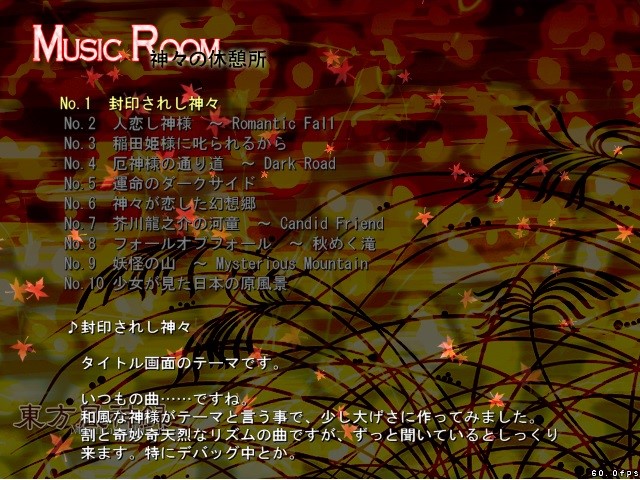 Music Room
神々の休憩所
No.1 封印されし神々
No.2 人恋し神様 ～ Romantic Fall
No.3 稲田姫様に叱られるから
No.4 厄神様の通り道 ～ Dark Road
No.5 運命のダークサイド
No.6 神々が恋した幻想郷
No.7 芥川龍之介の河童 ～ Candid Friend
No.8 フォールオブフォール ～ 秋めく滝
No.9 妖怪の山 ～ Mysterious Mountain
No.10 少女が見た日本の原風景
♪封印されし神々
タイトル画面のテーマです。
いつもの曲……ですね。
和風な神様がテーマと言う事で、少し大げさに作ってみました。
割と奇妙奇天烈なリズムの曲ですが、ずっと聞いているとしっくり
来ます。特にデバッグ中とか。
東方
60.0fps